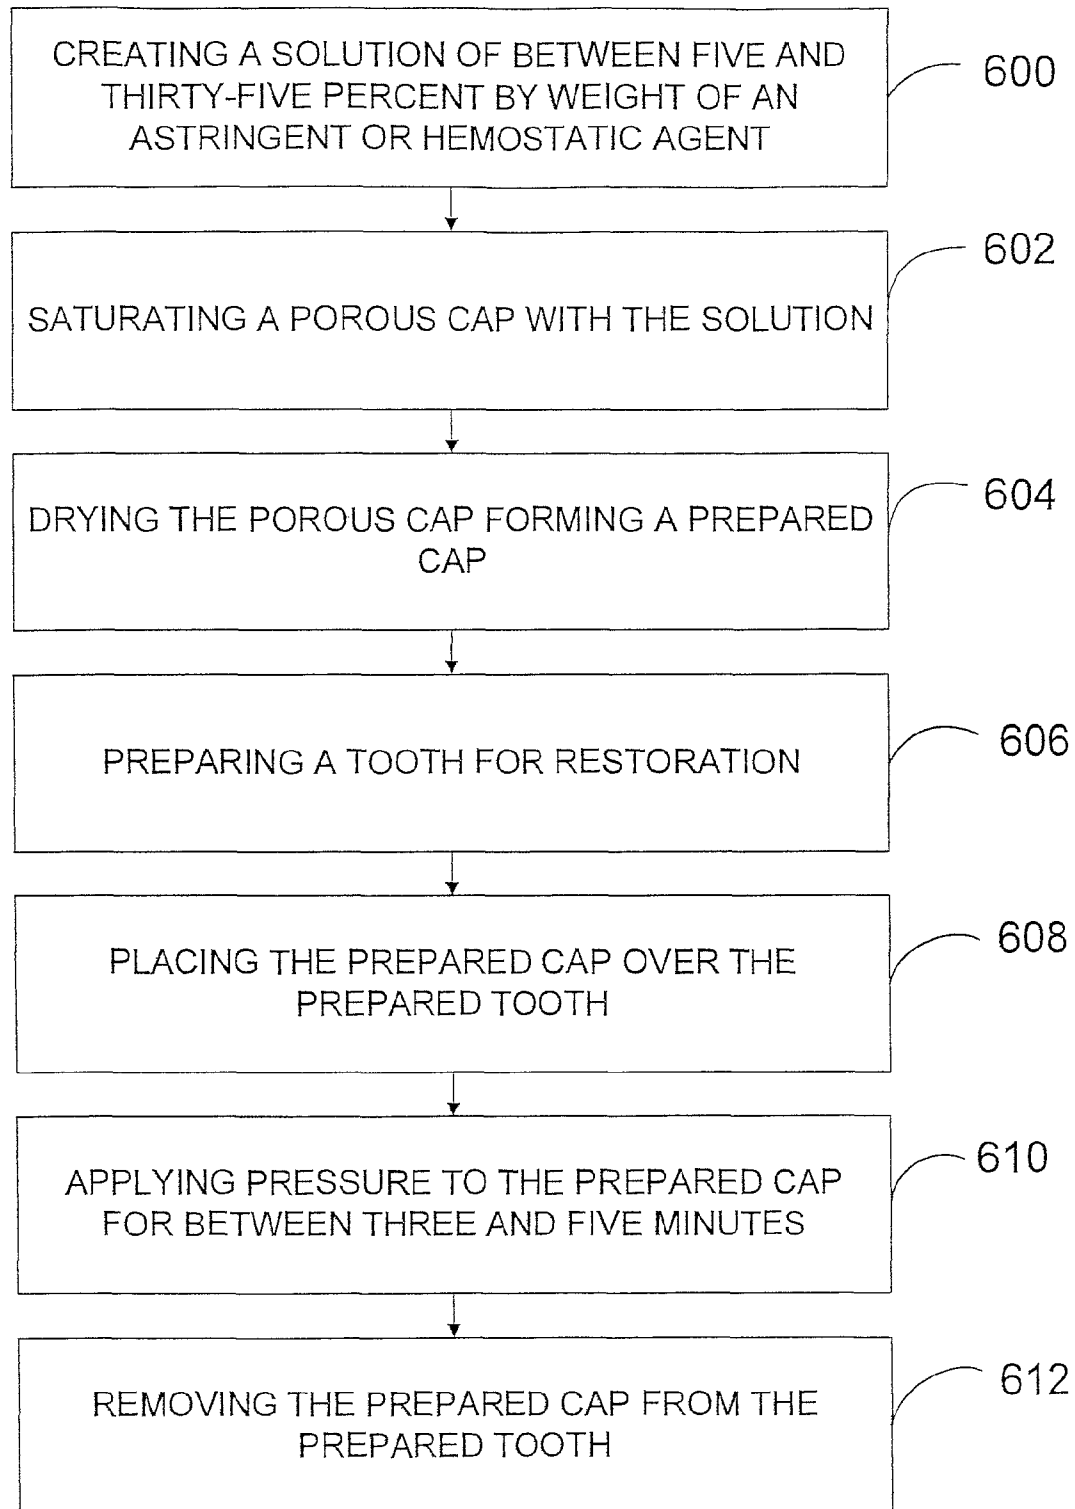 CREATING A SOLUTION OF BETWEEN FIVE AND
THIRTY-FIVE PERCENT BY WEIGHT OF AN
ASTRINGENT OR HEMOSTATIC AGENT
600
SATURATING A POROUS CAP WITH THE SOLUTION
602
DRYING THE POROUS CAP FORMING A PREPARED
CAP
604
PREPARING A TOOTH FOR RESTORATION
606
PLACING THE PREPARED CAP OVER THE
PREPARED TOOTH
608
APPLYING PRESSURE TO THE PREPARED CAP
FOR BETWEEN THREE AND FIVE MINUTES
610
REMOVING THE PREPARED CAP FROM THE
PREPARED TOOTH
612